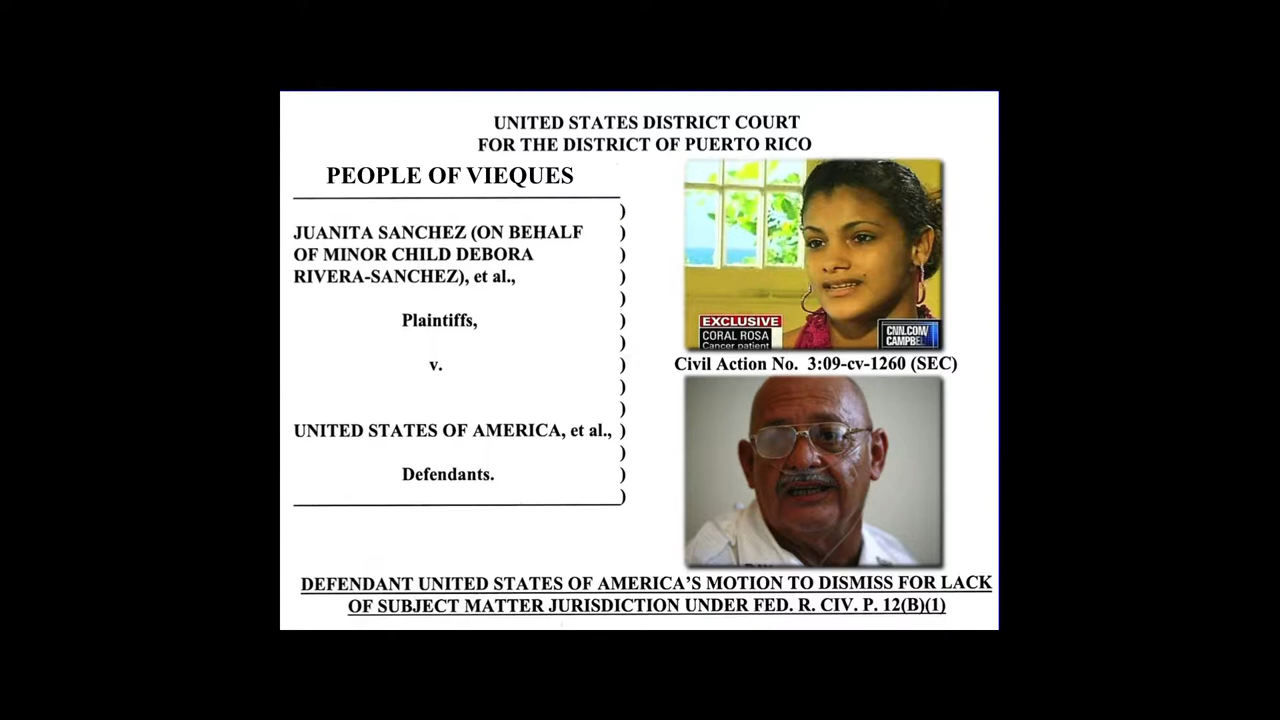 UNITED STATES DISTRICT COURT
FOR THE DISTRICT OF PUERTO RICO
PEOPLE OF VIEQUES
)
JUANITA SANCHEZ (ON BEHALF )
OF MINOR CHILD DEBORA )
RIVERA-SANCHEZ), et al., )
)
Plaintiffs, )
)
v. )
)
)
UNITED STATES OF AMERICA, et al., )
)
Defendants. )
)
EXCLUSIVE
CORAL ROSA
Cancer patient
CNN.COM/
CAMPBEL
Civil Action No. 3:09-cv-1260 (SEC)
DEFENDANT UNITED STATES OF AMERICA'S MOTION TO DISMISS FOR LACK
OF SUBJECT MATTER JURISDICTION UNDER FED. R. CIV. P. 12(B)(1)